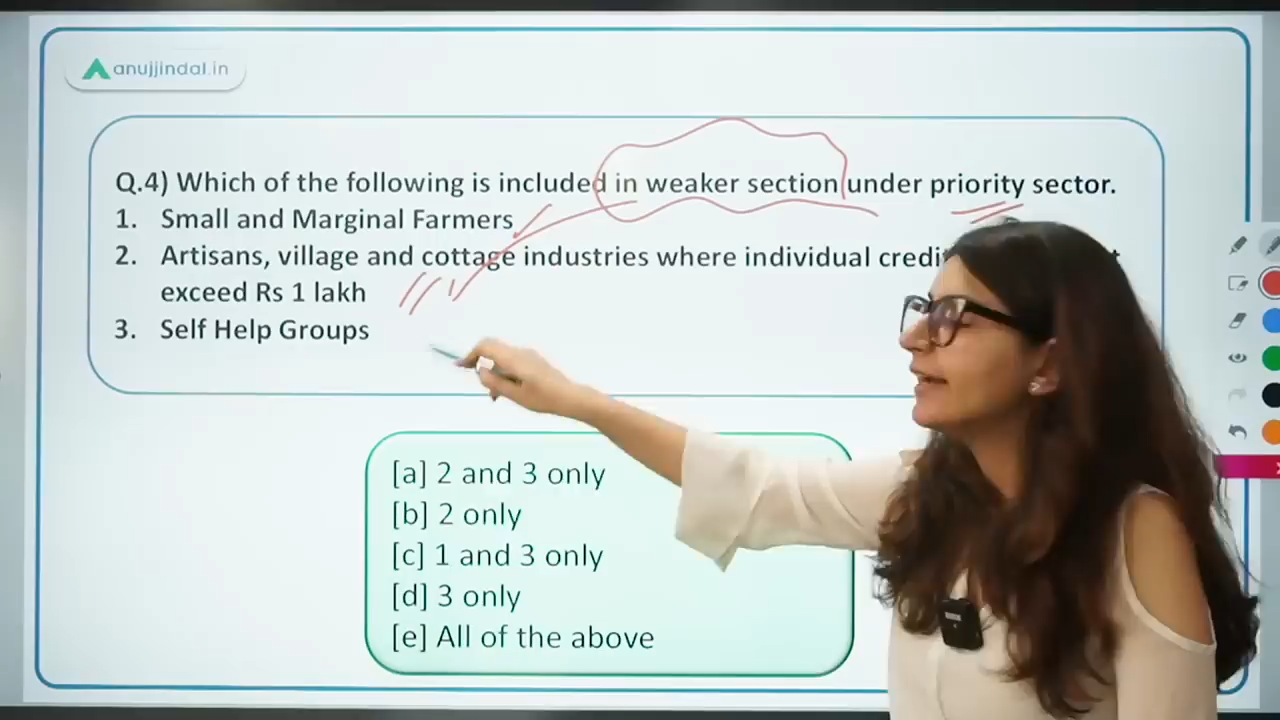 anujjindal.in
Q.4) Which of the following is included in weaker section under priority sector.
1. Small and Marginal Farmers
2. Artisans, village and cottage industries where individual
exceed Rs 1 lakh
3. Self Help Groups
[a] 2 and 3 only
[b] 2 only
[c] 1 and 3 only
[d] 3 only
[e] All of the above